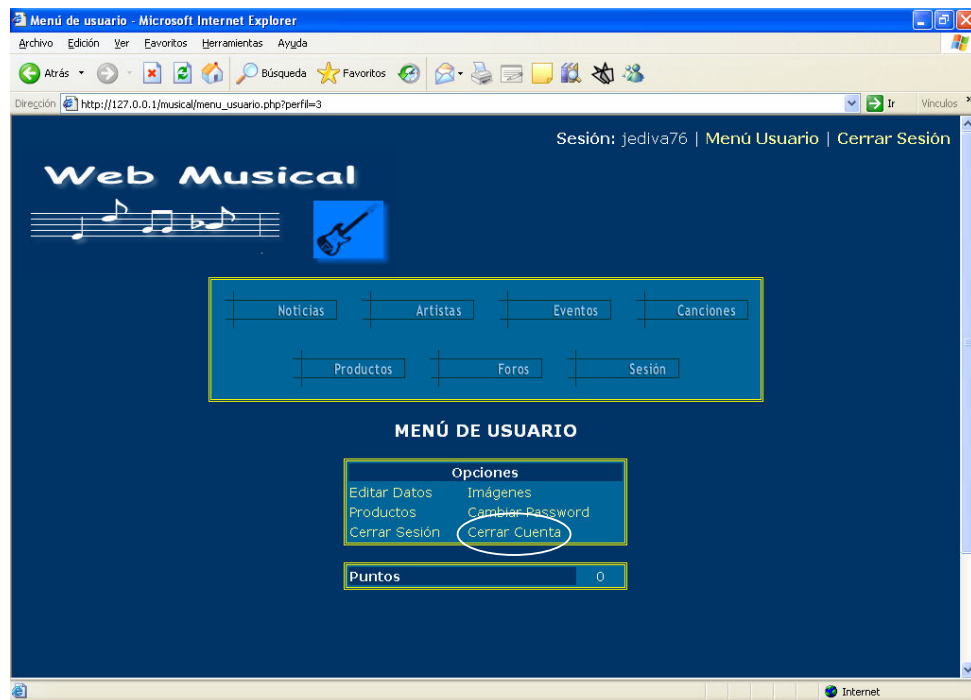 Menú de usuario - Microsoft Internet Explorer
Archivo Edición Ver Favoritos Herramientas Ayuda
Atrás Búsqueda Favoritos
Dirección http://127.0.0.1/musical/menu_usuario.php?perfil=3 Ir Vínculos »
Sesión: jediva76 | Menú Usuario | Cerrar Sesión
Web Musical
Noticias Artistas Eventos Canciones
Productos Foros Sesión
MENÚ DE USUARIO
Opciones
Editar Datos Imágenes
Productos Cambiar Password
Cerrar Sesión Cerrar Cuenta
Puntos 0
Internet